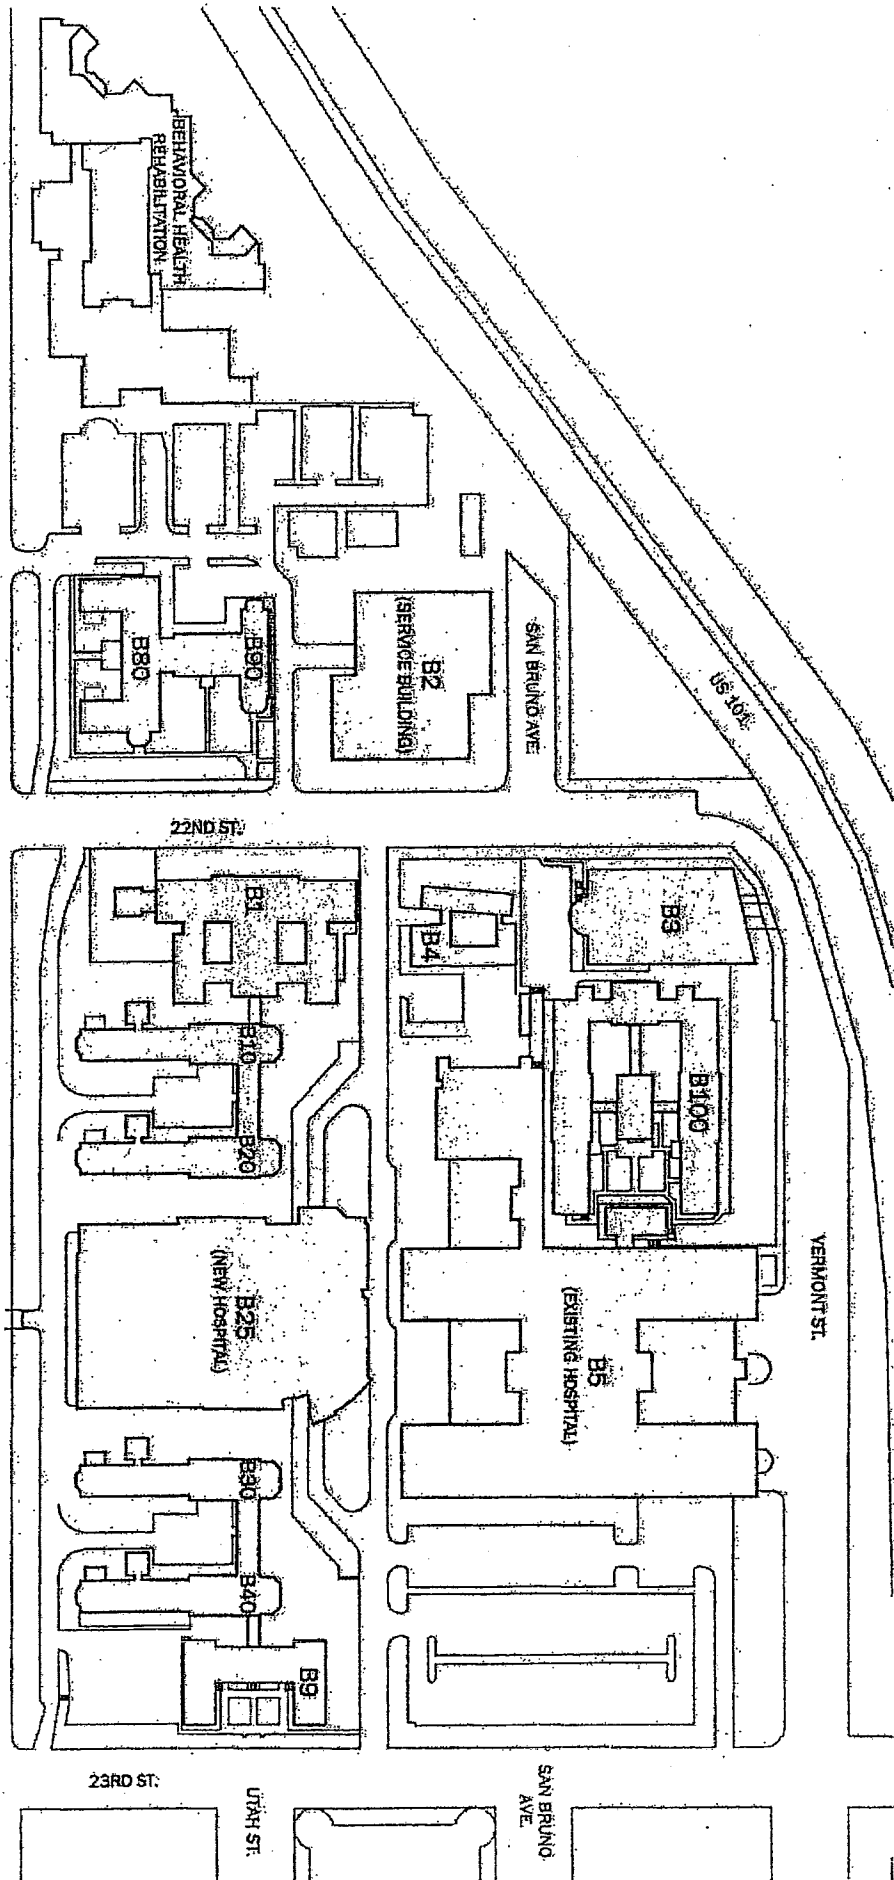 BEHAVIORAL HEALTH
REHABILITATION
B2
(SERVICE BUILDING)
SAN BRUNO AVE.
US 101
B80
B90
22ND ST.
B1
B4
B3
B10
B100
B20
VERMONT ST.
B25
(NEW HOSPITAL)
B5
(EXISTING HOSPITAL)
B30
B40
B9
23RD ST.
UTAH ST.
SAN BRUNO
AVE.